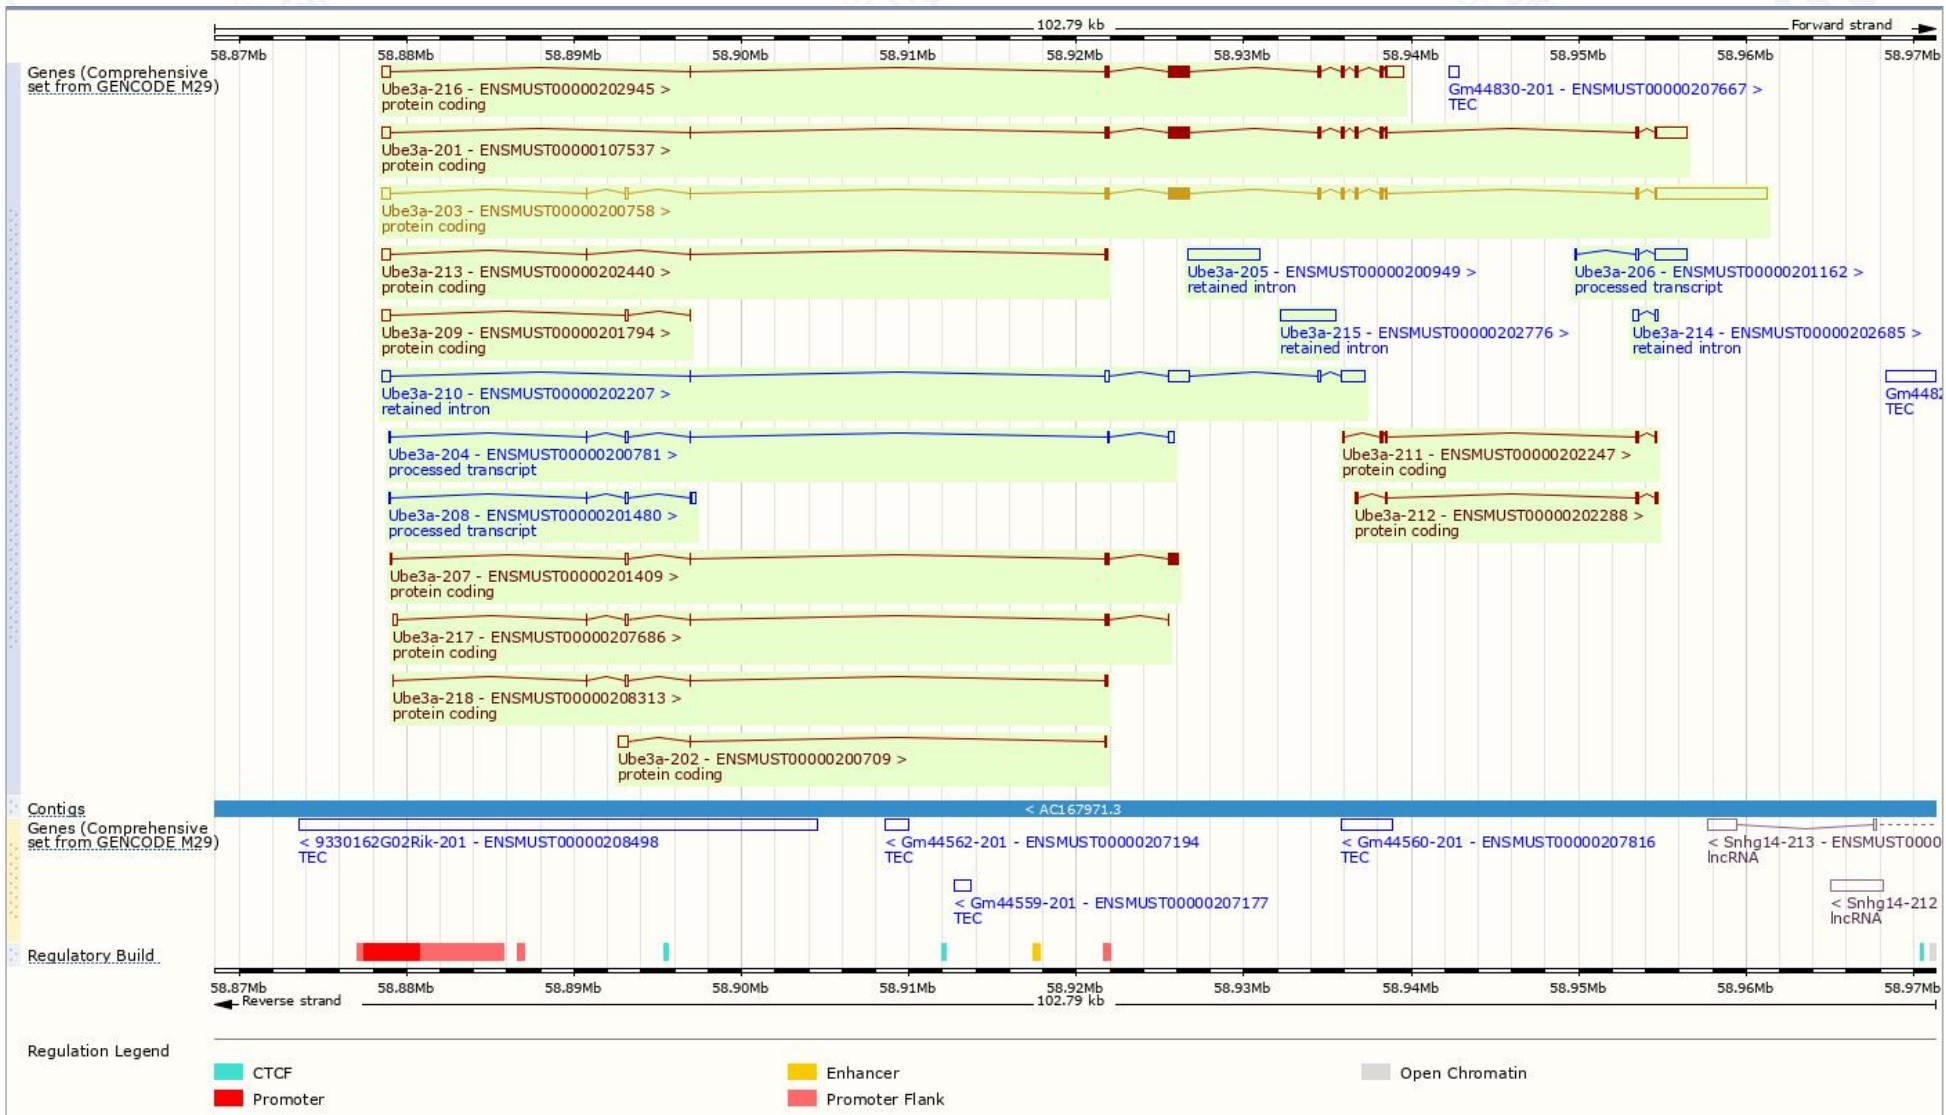 102.79 kb Forward strand
58.87Mb 58.88Mb 58.89Mb 58.90Mb 58.91Mb 58.92Mb 58.93Mb 58.94Mb 58.95Mb 58.96Mb 58.97Mb
Genes (Comprehensive
set from GENCODE M29)
Ube3a-216 - ENSMUST00000202945 > Gm44830-201 - ENSMUST00000207667 >
protein coding TEC
Ube3a-201 - ENSMUST00000107537 >
protein coding
Ube3a-203 - ENSMUST00000200758 >
protein coding
Ube3a-213 - ENSMUST00000202440 > Ube3a-205 - ENSMUST00000200949 > Ube3a-206 - ENSMUST00000201162 >
protein coding retained intron processed transcript
Ube3a-209 - ENSMUST00000201794 > Ube3a-215 - ENSMUST00000202776 > Ube3a-214 - ENSMUST00000202685 >
protein coding retained intron retained intron
Ube3a-210 - ENSMUST00000202207 > Gm448
retained intron TEC
Ube3a-204 - ENSMUST00000200781 > Ube3a-211 - ENSMUST00000202247 >
processed transcript protein coding
Ube3a-208 - ENSMUST00000201480 > Ube3a-212 - ENSMUST00000202288 >
processed transcript protein coding
Ube3a-207 - ENSMUST00000201409 >
protein coding
Ube3a-217 - ENSMUST00000207686 >
protein coding
Ube3a-218 - ENSMUST00000208313 >
protein coding
Ube3a-202 - ENSMUST00000200709 >
protein coding
Contigs < AC167971.3
Genes (Comprehensive
set from GENCODE M29)
< 9330162G02Rik-201 - ENSMUST00000208498 < Gm44562-201 - ENSMUST00000207194 < Gm44560-201 - ENSMUST00000207816 < Snhg14-213 - ENSMUST0000
TEC TEC TEC lncRNA
< Gm44559-201 - ENSMUST00000207177 < Snhg14-212
TEC lncRNA
Regulatory Build
58.87Mb 58.88Mb 58.89Mb 58.90Mb 58.91Mb 58.92Mb 58.93Mb 58.94Mb 58.95Mb 58.96Mb 58.97Mb
Reverse strand 102.79 kb
Regulation Legend
CTCF Enhancer Open Chromatin
Promoter Promoter Flank